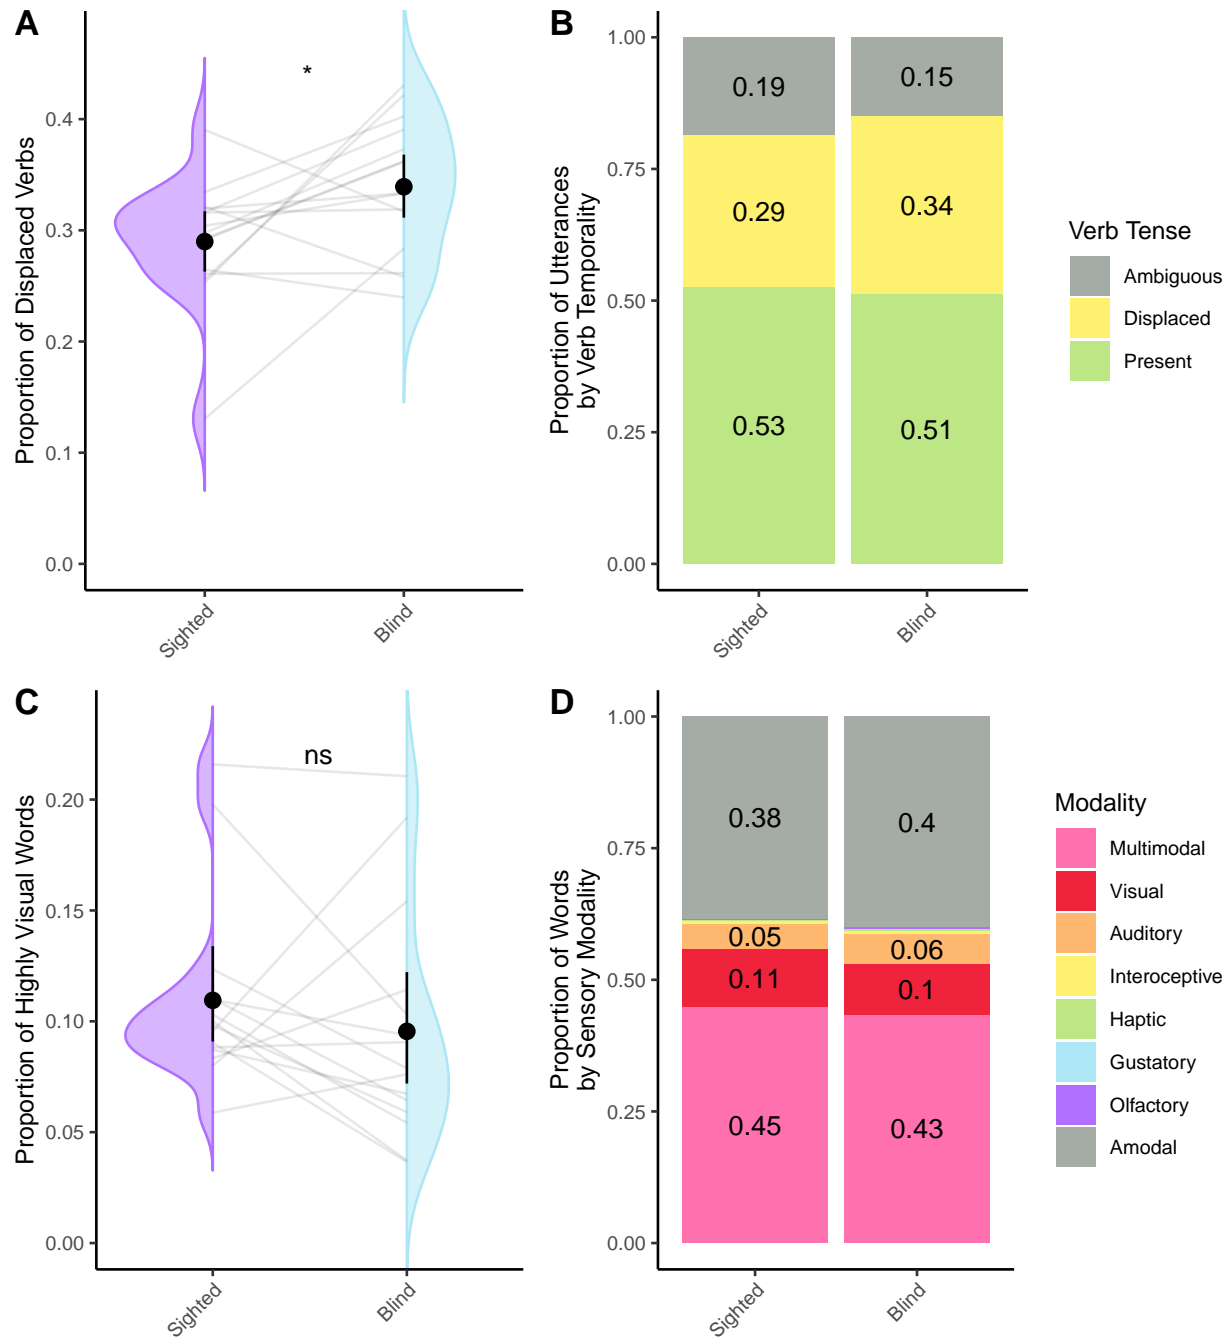 A
Proportion of Displaced Verbs
0.4
0.3
0.2
0.1
0.0
*
Sighted
Blind
B
Proportion of Utterances
by Verb Temporality
1.00
0.75
0.50
0.25
0.00
0.19
0.15
0.29
0.34
0.53
0.51
Sighted
Blind
Verb Tense
Ambiguous
Displaced
Present
C
Proportion of Highly Visual Words
0.20
0.15
0.10
0.05
0.00
ns
Sighted
Blind
D
Proportion of Words
by Sensory Modality
1.00
0.75
0.50
0.25
0.00
0.38
0.4
0.05
0.06
0.11
0.1
0.45
0.43
Sighted
Blind
Modality
Multimodal
Visual
Auditory
Interoceptive
Haptic
Gustatory
Olfactory
Amodal